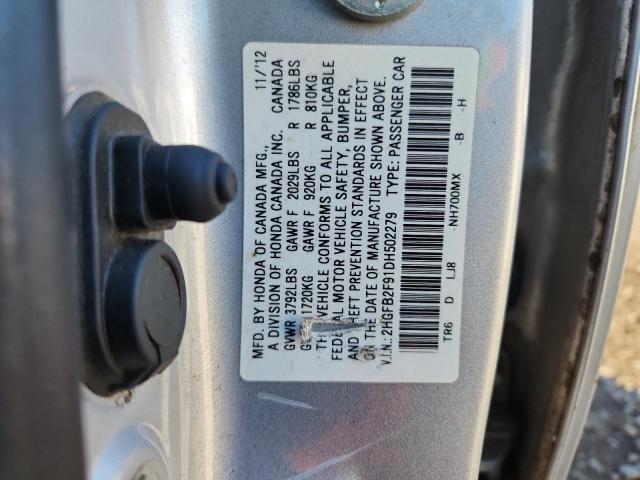 MFD. BY HONDA OF CANADA MFG., 11/12
A DIVISION OF HONDA CANADA INC. CANADA
GVWR 3792LBS GAWR F 2029LBS R 1786LBS
1720KG GAWR F 920KG R 810KG
VEHICLE CONFORMS TO ALL APPLICABLE
FEDERAL MOTOR VEHICLE SAFETY, BUMPER,
AND THEFT PREVENTION STANDARDS IN EFFECT
THE DATE OF MANUFACTURE SHOWN ABOVE.
V.I.N.: 2HGFB2F91DH502279 TYPE: PASSENGER CAR
TR6 D LJ8 -NH700MX -B -H